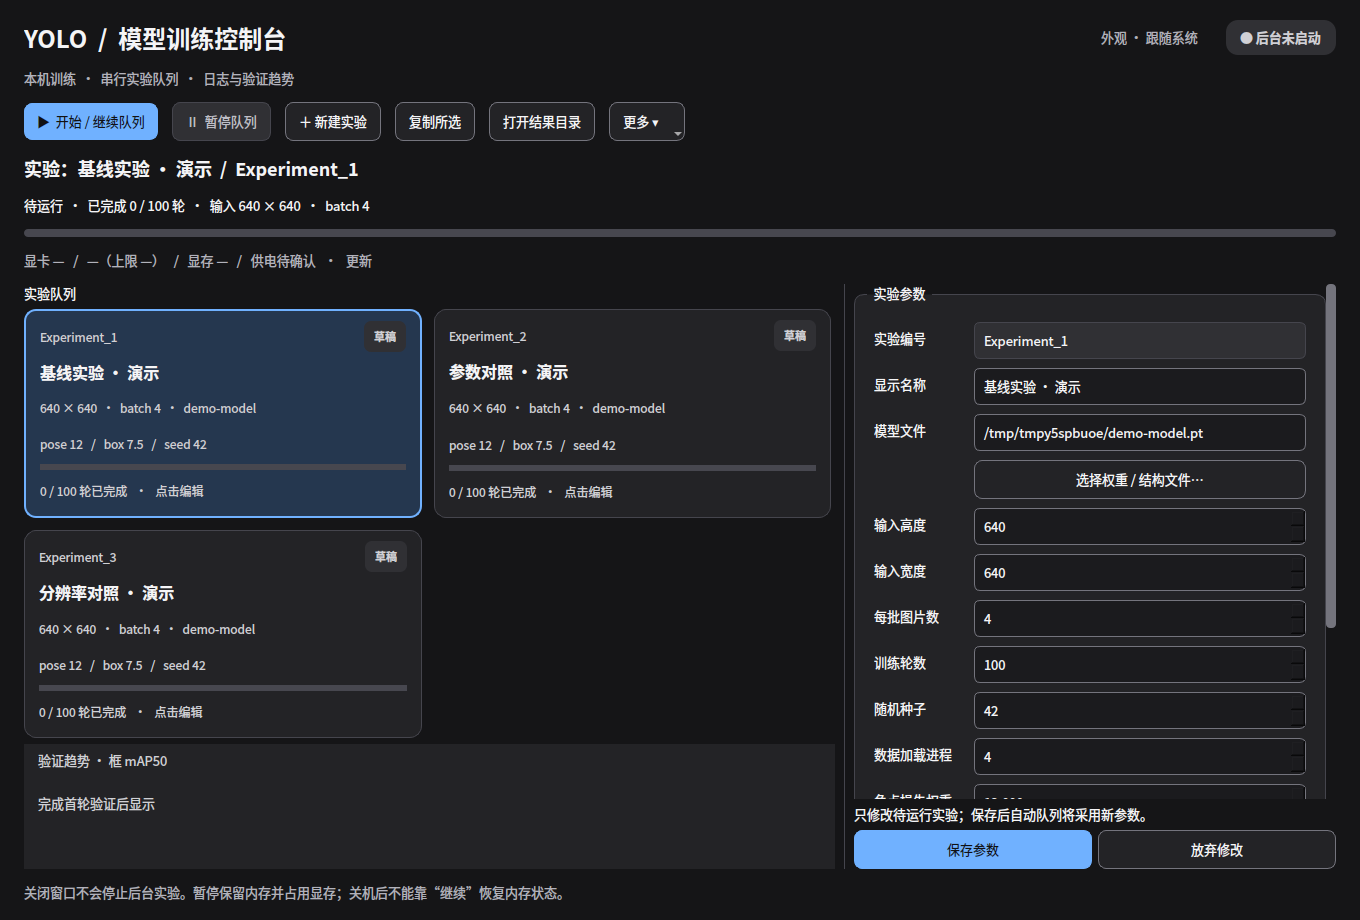 YOLO / 模型训练控制台
外观 · 跟随系统
后台未启动
本机训练 · 串行实验队列 · 日志与验证趋势
开始 / 继续队列
暂停队列
新建实验
复制所选
打开结果目录
更多
实验：基线实验 · 演示 / Experiment_1
待运行 · 已完成 0 / 100 轮 · 输入 640 × 640 · batch 4
显卡 — / —（上限 —） / 显存 — / 供电待确认 · 更新
实验队列
Experiment_1
草稿
基线实验 · 演示
640 × 640 · batch 4 · demo-model
pose 12 / box 7.5 / seed 42
0 / 100 轮已完成 · 点击编辑
Experiment_2
草稿
参数对照 · 演示
640 × 640 · batch 4 · demo-model
pose 12 / box 7.5 / seed 42
0 / 100 轮已完成 · 点击编辑
Experiment_3
草稿
分辨率对照 · 演示
640 × 640 · batch 4 · demo-model
pose 12 / box 7.5 / seed 42
0 / 100 轮已完成 · 点击编辑
验证趋势 · 框 mAP50
完成首轮验证后显示
实验参数
实验编号
Experiment_1
显示名称
基线实验 · 演示
模型文件
/tmp/tmpy5spbuoe/demo-model.pt
选择权重 / 结构文件…
输入高度
640
输入宽度
640
每批图片数
4
训练轮数
100
随机种子
42
数据加载进程
4
只修改待运行实验；保存后自动队列将采用新参数。
保存参数
放弃修改
关闭窗口不会停止后台实验。暂停保留内存并占用显存；关机后不能靠“继续”恢复内存状态。